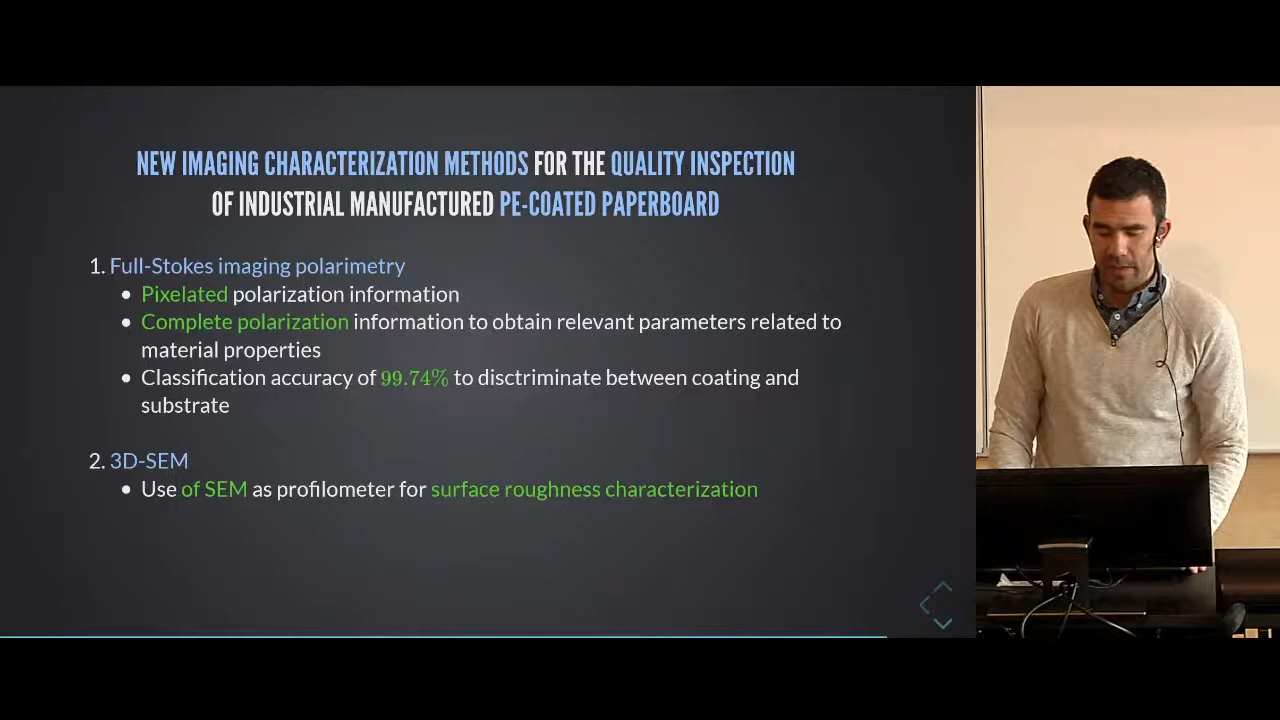 NEW IMAGING CHARACTERIZATION METHODS FOR THE QUALITY INSPECTION
OF INDUSTRIAL MANUFACTURED PE-COATED PAPERBOARD
1. Full-Stokes imaging polarimetry
• Pixelated polarization information
• Complete polarization information to obtain relevant parameters related to
material properties
• Classification accuracy of 99.74% to disctriminate between coating and
substrate
2. 3D-SEM
• Use of SEM as profilometer for surface roughness characterization